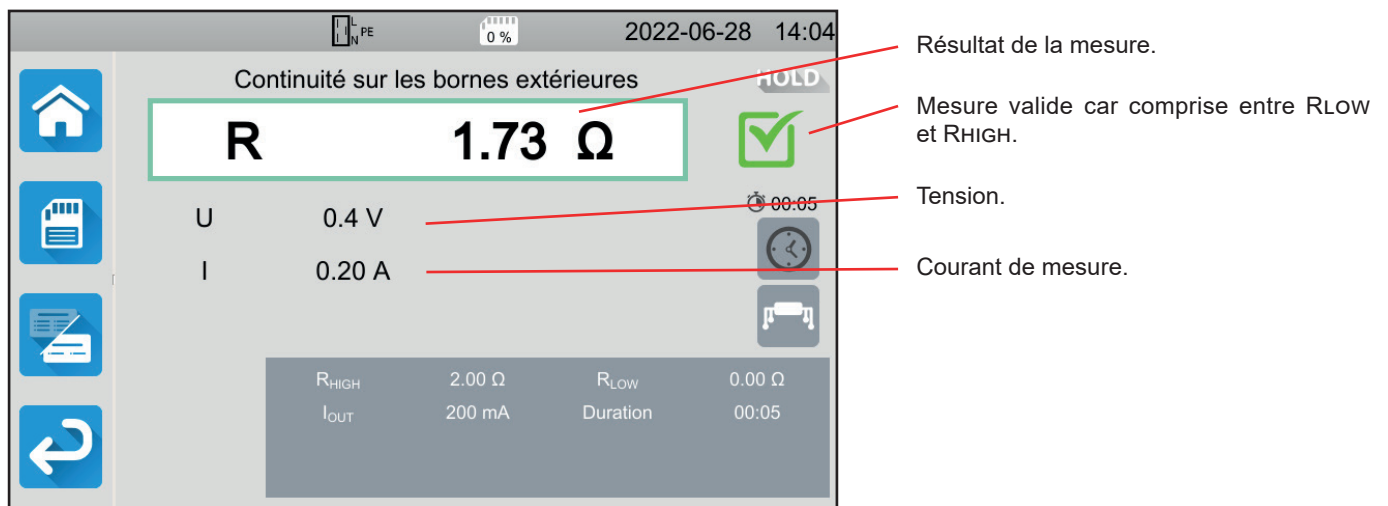 L
N PE
0 %
2022-06-28 14:04
Continuité sur les bornes extérieures
HOLD
R 1.73 Ω
U 0.4 V
00:05
I 0.20 A
RHIGH 2.00 Ω RLOW 0.00 Ω
IOUT 200 mA Duration 00:05
Résultat de la mesure.
Mesure valide car comprise entre RLOW
et RHIGH.
Tension.
Courant de mesure.